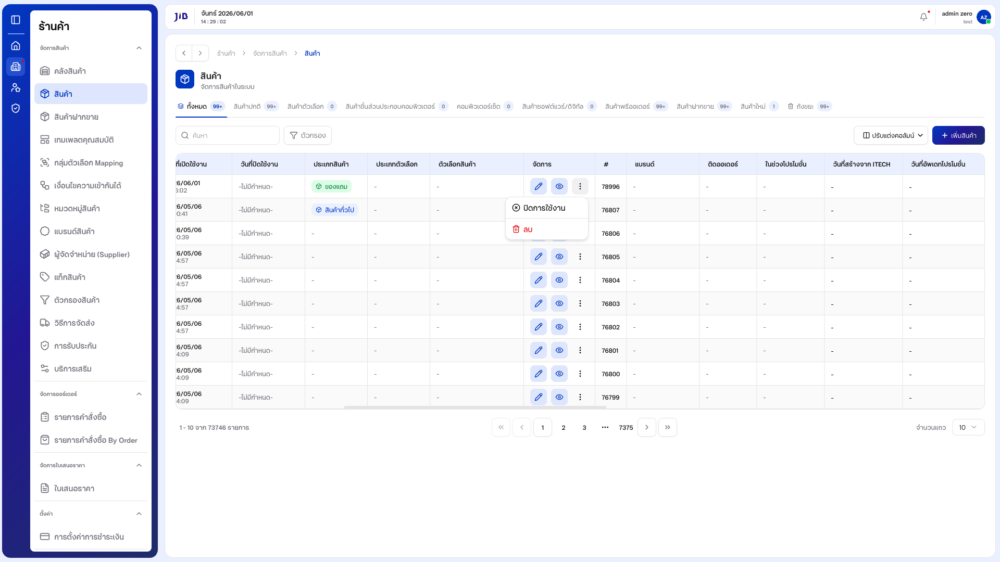 JIB
จันทร์ 2026/06/01
14 : 29 : 02
admin zero
test
AZ
ร้านค้า
จัดการสินค้า
คลังสินค้า
สินค้า
สินค้าฝากขาย
เทมเพลตคุณสมบัติ
กลุ่มตัวเลือก Mapping
เงื่อนไขความเข้ากันได้
หมวดหมู่สินค้า
แบรนด์สินค้า
ผู้จัดจำหน่าย (Supplier)
แท็กสินค้า
ตัวกรองสินค้า
วิธีการจัดส่ง
การรับประกัน
บริการเสริม
จัดการออร์เดอร์
รายการคำสั่งซื้อ
รายการคำสั่งซื้อ By Order
จัดการใบเสนอราคา
ใบเสนอราคา
ตั้งค่า
การตั้งค่าการชำระเงิน
ร้านค้า > จัดการสินค้า > สินค้า
สินค้า
จัดการสินค้าในระบบ
ทั้งหมด 99+ สินค้าปกติ 99+ สินค้าตัวเลือก 0 สินค้าชิ้นส่วนประกอบคอมพิวเตอร์ 0 คอมพิวเตอร์เซ็ต 0 สินค้าซอฟต์แวร์/ดิจิทัล 0 สินค้าพรีออเดอร์ 99+ สินค้าฝากขาย 99+ สินค้าใหม่ 1 ถังขยะ 99+
ค้นหา ตัวกรอง ปรับแต่งคอลัมน์ + เพิ่มสินค้า
ที่เปิดใช้งาน วันที่ปิดใช้งาน ประเภทสินค้า ประเภทตัวเลือก ตัวเลือกสินค้า จัดการ # แบรนด์ ติดออเดอร์ ในช่วงโปรโมชั่น วันที่สร้างจาก ITECH วันที่อัพเดทโปรโมชั่น
26/06/01
6:02
-ไม่มีกำหนด- ของแถม - - 78996 - - - - -
26/05/06
0:41
-ไม่มีกำหนด- สินค้าทั่วไป - - 76807 - - - - -
ปิดการใช้งาน
ลบ
26/05/06
0:39
-ไม่มีกำหนด- - - - 76806 - - - - -
26/05/06
4:57
-ไม่มีกำหนด- - - - 76805 - - - - -
26/05/06
4:57
-ไม่มีกำหนด- - - - 76804 - - - - -
26/05/06
4:57
-ไม่มีกำหนด- - - - 76803 - - - - -
26/05/06
4:57
-ไม่มีกำหนด- - - - 76802 - - - - -
26/05/06
4:09
-ไม่มีกำหนด- - - - 76801 - - - - -
26/05/06
4:09
-ไม่มีกำหนด- - - - 76800 - - - - -
26/05/06
4:09
-ไม่มีกำหนด- - - - 76799 - - - - -
1 - 10 จาก 73746 รายการ
1 2 3 ••• 7375
จำนวนแถว 10